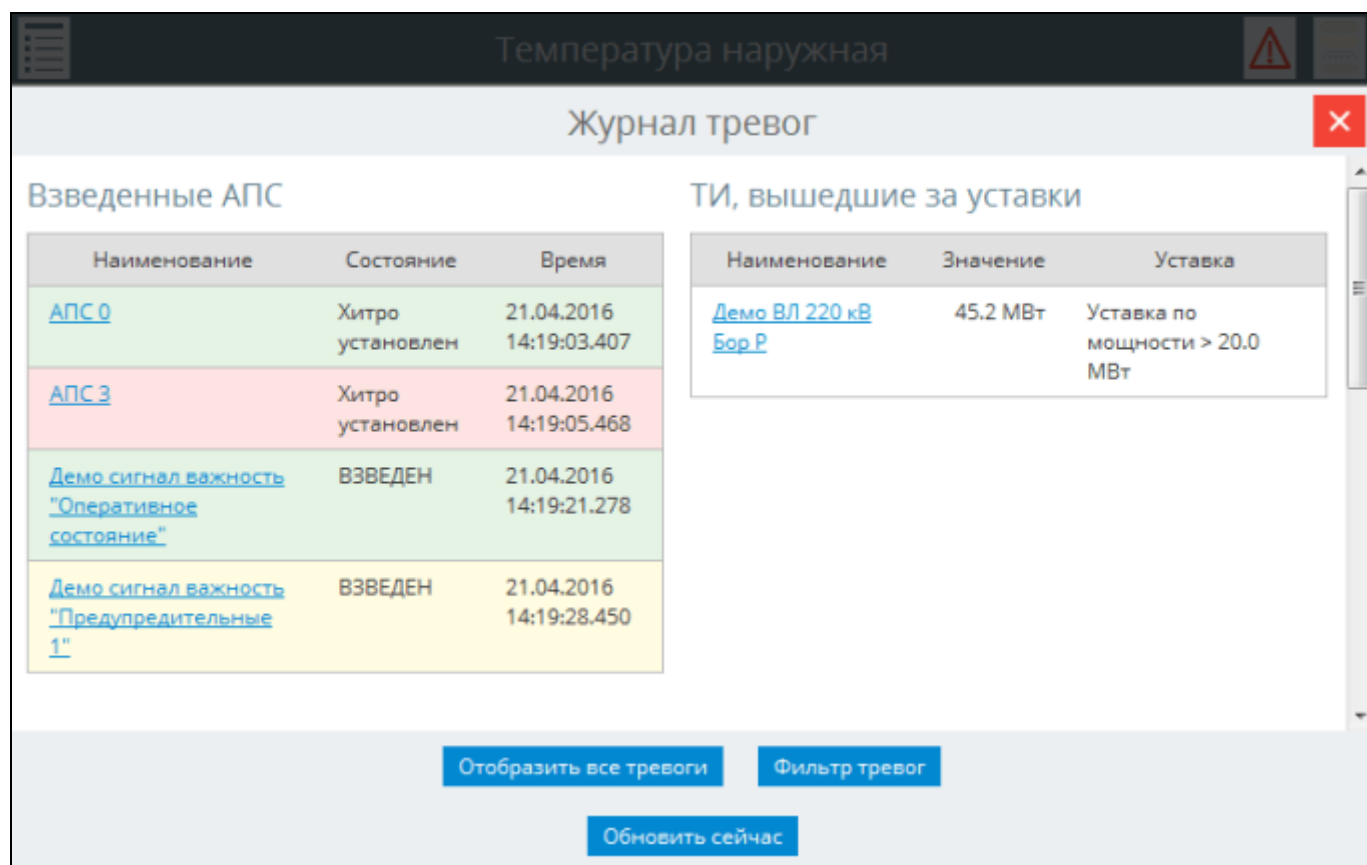 Температура наружная
Журнал тревог
Взведенные АПС
Наименование Состояние Время
АПС 0 Хитро 21.04.2016
установлен 14:19:03.407
АПС 3 Хитро 21.04.2016
установлен 14:19:05.468
Демо сигнал важность ВЗВЕДЕН 21.04.2016
"Оперативное 14:19:21.278
состояние"
Демо сигнал важность ВЗВЕДЕН 21.04.2016
"Предупредительные 14:19:28.450
1"
ТИ, вышедшие за уставки
Наименование Значение Уставка
Демо ВЛ 220 кВ 45.2 МВт Уставка по
Бор Р мощности > 20.0
МВт
Отобразить все тревоги Фильтр тревог
Обновить сейчас